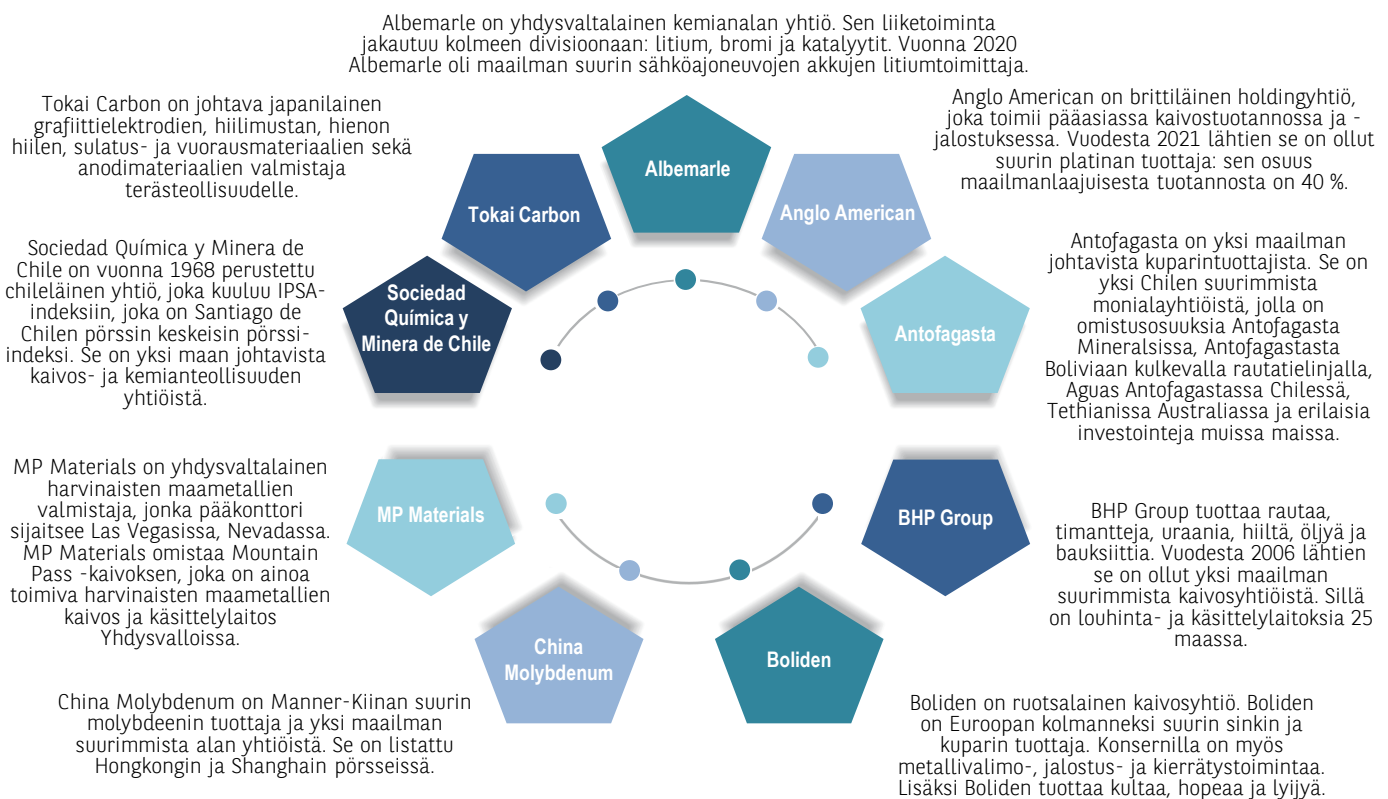 Albemarle on yhdysvaltalainen kemianalan yhtiö. Sen liiketoiminta
jakautuu kolmeen divisioonaan: litium, bromi ja katalyytit. Vuonna 2020
Albemarle oli maailman suurin sähköajoneuvojen akkujen litiumtoimittaja.
Albemarle
Anglo American on brittiläinen holdingyhtiö,
joka toimii pääasiassa kaivostuotannossa ja -
jalostuksessa. Vuodesta 2021 lähtien se on ollut
suurin platinan tuottaja: sen osuus
maailmanlaajuisesta tuotannosta on 40 %.
Anglo American
Antofagasta on yksi maailman
johtavista kuparintuottajista. Se on
yksi Chilen suurimmista
monialayhtiöistä, jolla on
omistusosuuksia Antofagasta
Mineralsissa, Antofagastasta
Boliviaan kulkevalla rautatielinjalla,
Aguas Antofagastassa Chilessä,
Tethianissa Australiassa ja erilaisia
investointeja muissa maissa.
Antofagasta
BHP Group
BHP Group tuottaa rautaa,
timantteja, uraania, hiiltä, öljyä ja
bauksiittia. Vuodesta 2006 lähtien
se on ollut yksi maailman
suurimmista kaivosyhtiöistä. Sillä
on louhinta- ja käsittelylaitoksia 25
maassa.
Boliden
Boliden on ruotsalainen kaivosyhtiö. Boliden
on Euroopan kolmanneksi suurin sinkin ja
kuparin tuottaja. Konsernilla on myös
metallivalimo-, jalostus- ja kierrätystoimintaa.
Lisäksi Boliden tuottaa kultaa, hopeaa ja lyijyä.
China
Molybdenum
China Molybdenum on Manner-Kiinan suurin
molybdeenin tuottaja ja yksi maailman
suurimmista alan yhtiöistä. Se on listattu
Hongkongin ja Shanghain pörsseissä.
MP Materials
MP Materials on yhdysvaltalainen
harvinaisten maametallien
valmistaja, jonka pääkonttori
sijaitsee Las Vegasissa, Nevadassa.
MP Materials omistaa Mountain
Pass -kaivoksen, joka on ainoa
toimiva harvinaisten maametallien
kaivos ja käsittelylaitos
Yhdysvalloissa.
Sociedad
Química y
Minera de Chile
Sociedad Química y Minera de
Chile on vuonna 1968 perustettu
chileläinen yhtiö, joka kuuluu IPSA-
indeksiin, joka on Santiago de
Chilen pörssin keskeisin pörssi-
indeksi. Se on yksi maan johtavista
kaivos- ja kemianteollisuuden
yhtiöistä.
Tokai Carbon
Tokai Carbon on johtava japanilainen
grafiittielektrodien, hiilimustan, hienon
hiilen, sulatus- ja vuorausmateriaalien sekä
anodimateriaalien valmistaja
terästeollisuudelle.